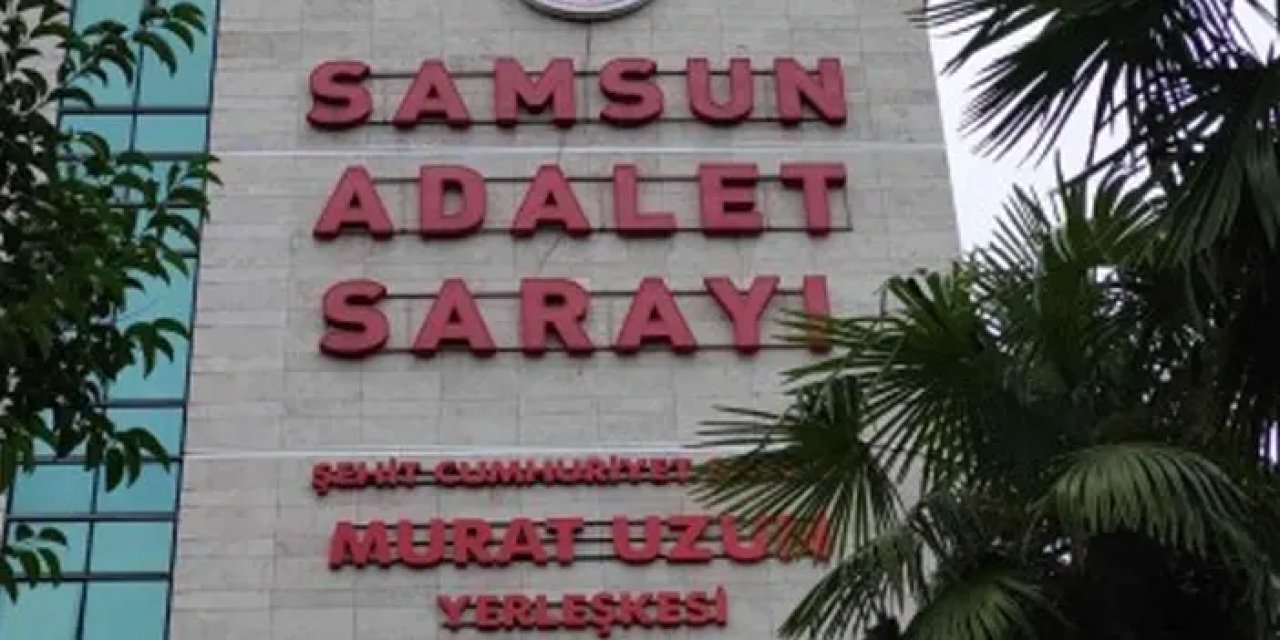 SAMSUN
ADALET
SARAYI
ŞEHİT CUMHURİYET
MURAT UZUN
YERLEŞKESİ